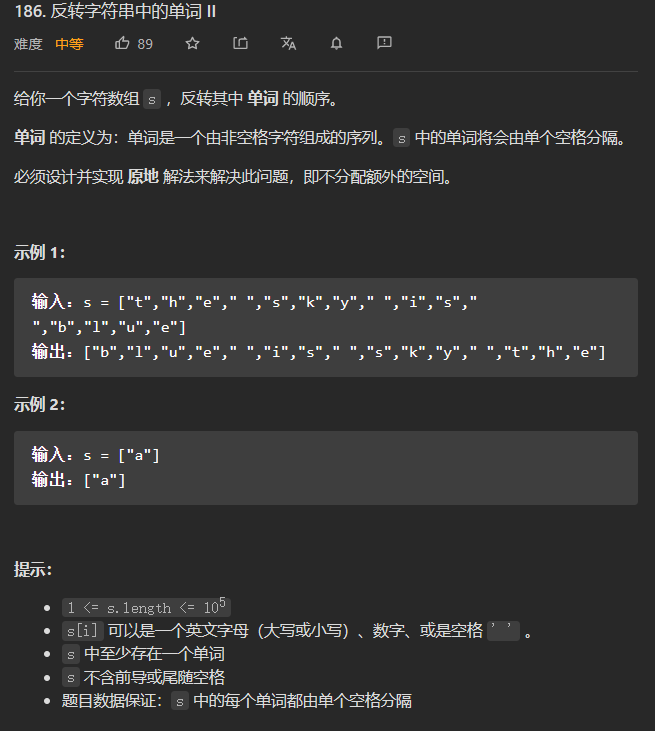 186. 反转字符串中的单词 II
难度 中等 89
给你一个字符数组 s ，反转其中 单词 的顺序。
单词 的定义为：单词是一个由非空格字符组成的序列。s 中的单词将会由单个空格分隔。
必须设计并实现 原地 解法来解决此问题，即不分配额外的空间。
示例 1：
输入：s = ["t","h","e"," ","s","k","y"," ","i","s","
","b","l","u","e"]
输出：["b","l","u","e"," ","i","s"," ","s","k","y"," ","t","h","e"]
示例 2：
输入：s = ["a"]
输出：["a"]
提示：
1 <= s.length <= 10⁵
s[i] 可以是一个英文字母（大写或小写）、数字、或是空格 ' ' 。
s 中至少存在一个单词
s 不含前导或尾随空格
题目数据保证：s 中的每个单词都由单个空格分隔